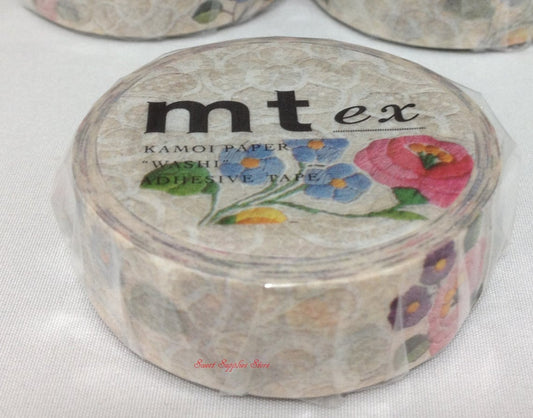 mt ex
KAMOI PAPER
"WASHI"
ADHESIVE TAPE
Sweet Supplies Store